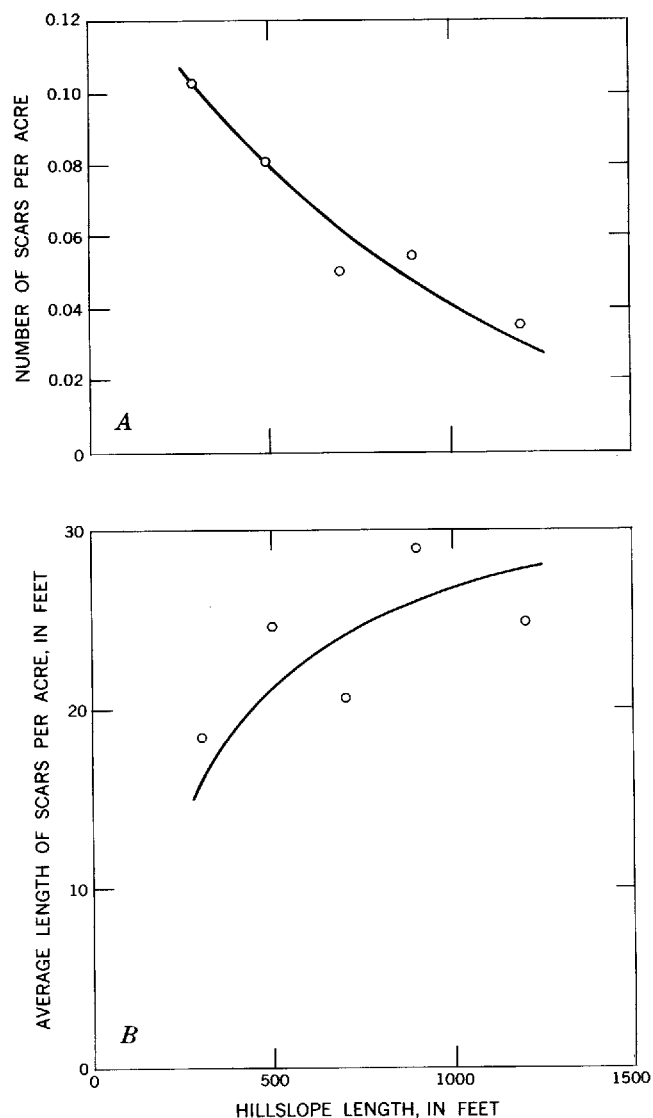 0.12
0.10
0.08
0.06
0.04
0.02
0
NUMBER OF SCARS PER ACRE
A
30
20
10
0
AVERAGE LENGTH OF SCARS PER ACRE, IN FEET
B
0 500 1000 1500
HILLSLOPE LENGTH, IN FEET